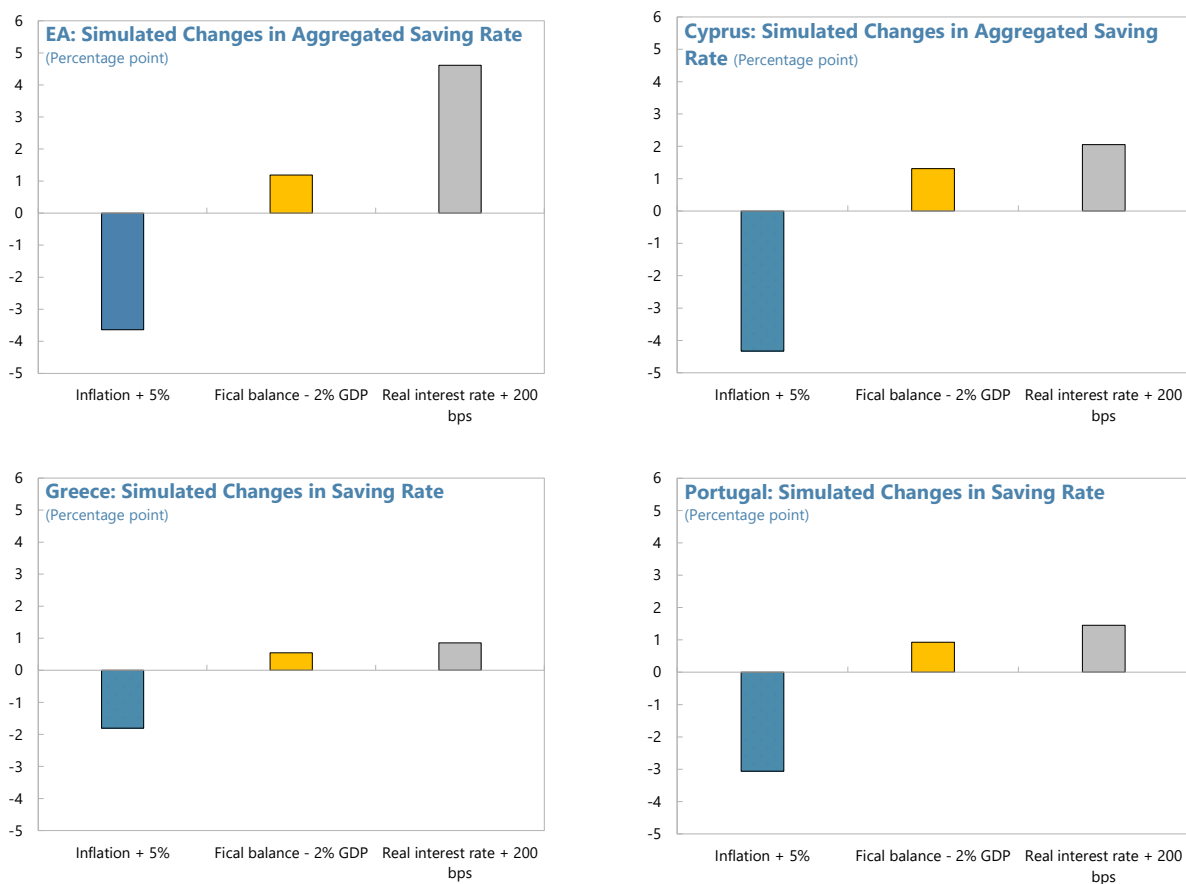 EA: Simulated Changes in Aggregated Saving Rate
(Percentage point)
6
5
4
3
2
1
0
-1
-2
-3
-4
-5
Inflation + 5%
Fical balance - 2% GDP
Real interest rate + 200
bps
Cyprus: Simulated Changes in Aggregated Saving
Rate (Percentage point)
6
5
4
3
2
1
0
-1
-2
-3
-4
-5
Inflation + 5%
Fical balance - 2% GDP
Real interest rate + 200
bps
Greece: Simulated Changes in Saving Rate
(Percentage point)
6
5
4
3
2
1
0
-1
-2
-3
-4
-5
Inflation + 5%
Fical balance - 2% GDP
Real interest rate + 200
bps
Portugal: Simulated Changes in Saving Rate
(Percentage point)
6
5
4
3
2
1
0
-1
-2
-3
-4
-5
Inflation + 5%
Fical balance - 2% GDP
Real interest rate + 200
bps